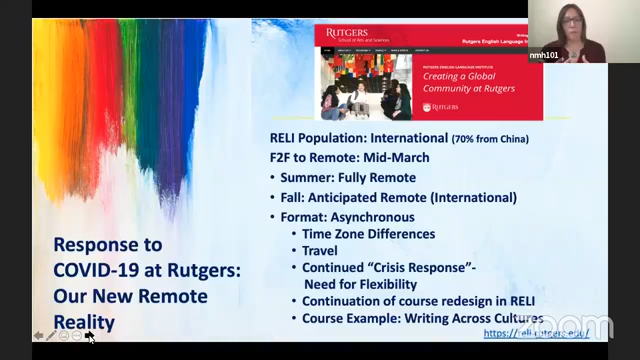 RUTGERS
School of Arts and Sciences
Rutgers English Language
RUTGERS ENGLISH LANGUAGE INSTITUTE
Creating a Global
Community at Rutgers
RUTGERS
nmh101
RELI Population: International (70% from China)
F2F to Remote: Mid-March
• Summer: Fully Remote
• Fall: Anticipated Remote (International)
• Format: Asynchronous
• Time Zone Differences
• Travel
• Continued “Crisis Response”-
Need for Flexibility
• Continuation of course redesign in RELI
• Course Example: Writing Across Cultures
https://reli.rutgers.edu/
Response to
COVID-19 at Rutgers:
Our New Remote
Reality
zoom